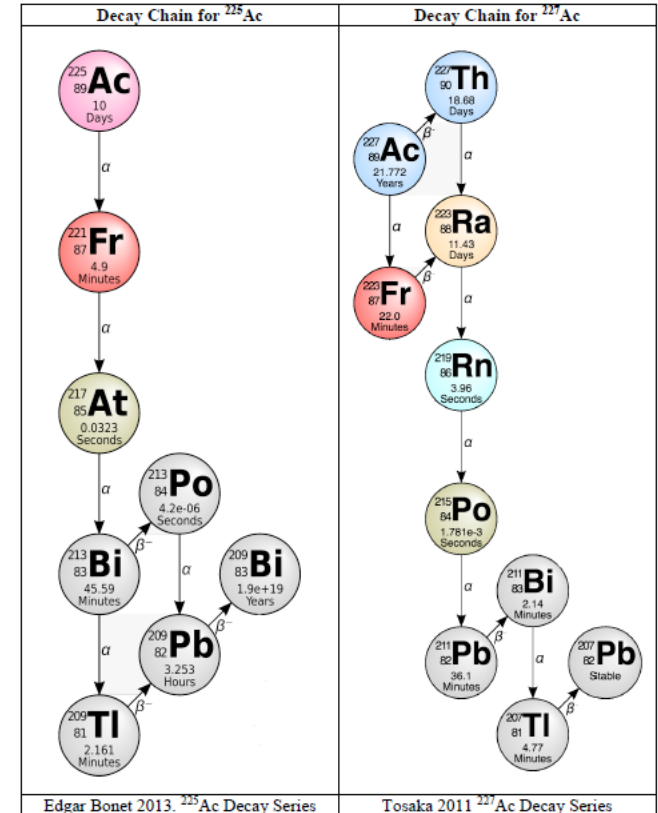 Decay Chain for ²²⁵Ac
225
89
Ac
10
Days
α
221
87
Fr
4.9
Minutes
α
217
85
At
0.0323
Seconds
α
213
84
Po
4.2e-06
Seconds
β⁻
213
83
Bi
45.59
Minutes
α
209
83
Bi
1.9e+19
Years
β⁻
α
209
82
Pb
3.253
Hours
β⁻
209
81
Tl
2.161
Minutes
Edgar Bonet 2013. ²²⁵Ac Decay Series
Decay Chain for ²²⁷Ac
227
90
Th
18.68
Days
β⁻
227
89
Ac
21.772
Years
α
α
223
88
Ra
11.43
Days
β⁻
223
87
Fr
22.0
Minutes
α
219
86
Rn
3.96
Seconds
α
215
84
Po
1.781e-3
Seconds
α
211
83
Bi
2.14
Minutes
β⁻
211
82
Pb
36.1
Minutes
α
207
82
Pb
Stable
β⁻
207
81
Tl
4.77
Minutes
Tosaka 2011 ²²⁷Ac Decay Series